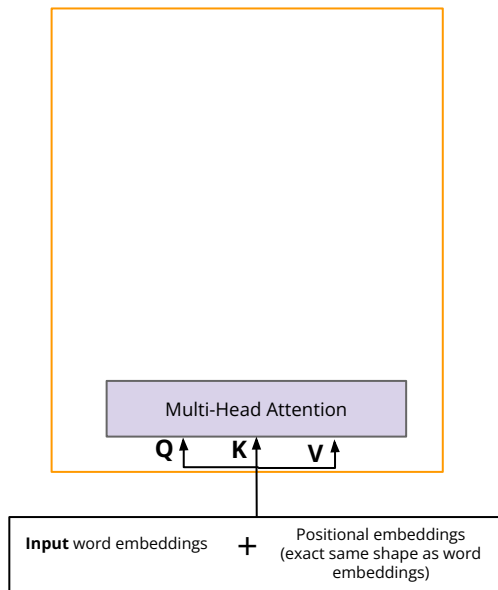 Multi-Head Attention
Q K V
Input word embeddings + Positional embeddings
(exact same shape as word
embeddings)